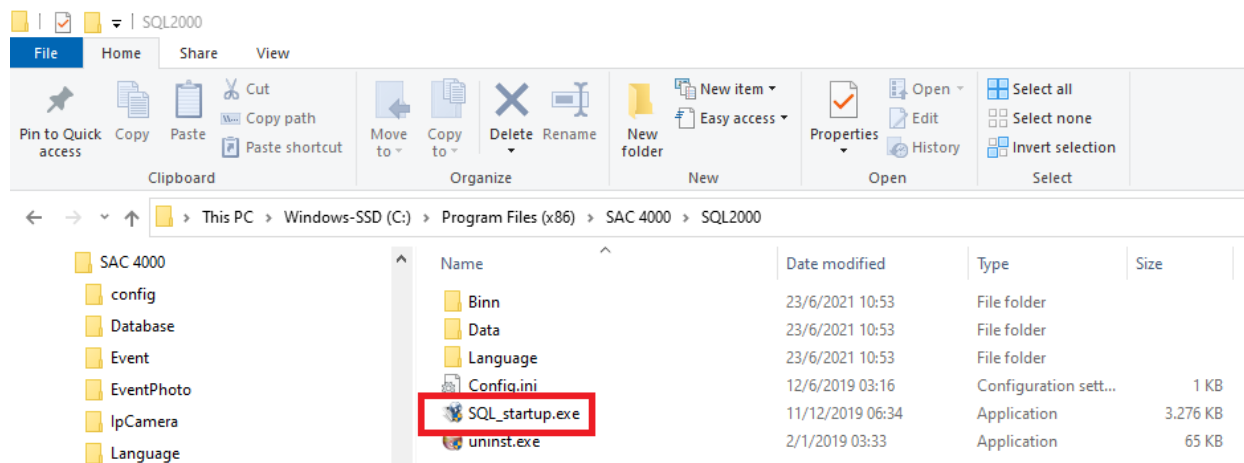 SQL2000
File Home Share View
Pin to Quick access
Copy
Paste
Cut
Copy path
Paste shortcut
Clipboard
Move to
Copy to
Delete
Rename
Organize
New folder
New item
Easy access
New
Properties
Open
Edit
History
Open
Select all
Select none
Invert selection
Select
This PC > Windows-SSD (C:) > Program Files (x86) > SAC 4000 > SQL2000
SAC 4000
config
Database
Event
EventPhoto
IpCamera
Language
Name Date modified Type Size
Binn 23/6/2021 10:53 File folder
Data 23/6/2021 10:53 File folder
Language 23/6/2021 10:53 File folder
Config.ini 12/6/2019 03:16 Configuration sett... 1 KB
SQL_startup.exe 11/12/2019 06:34 Application 3.276 KB
uninst.exe 2/1/2019 03:33 Application 65 KB